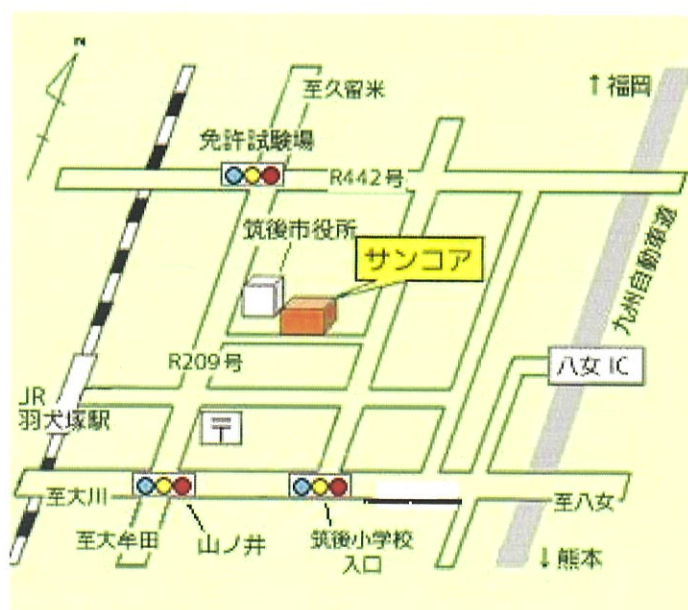 z
至久留米
↑福岡
免許試験場
R442号
筑後市役所
サンコア
九州自動車道
R209号
八女 IC
JR
羽犬塚駅
〒
至大川
至八女
至大牟田
山ノ井
筑後小学校
入口
↓熊本